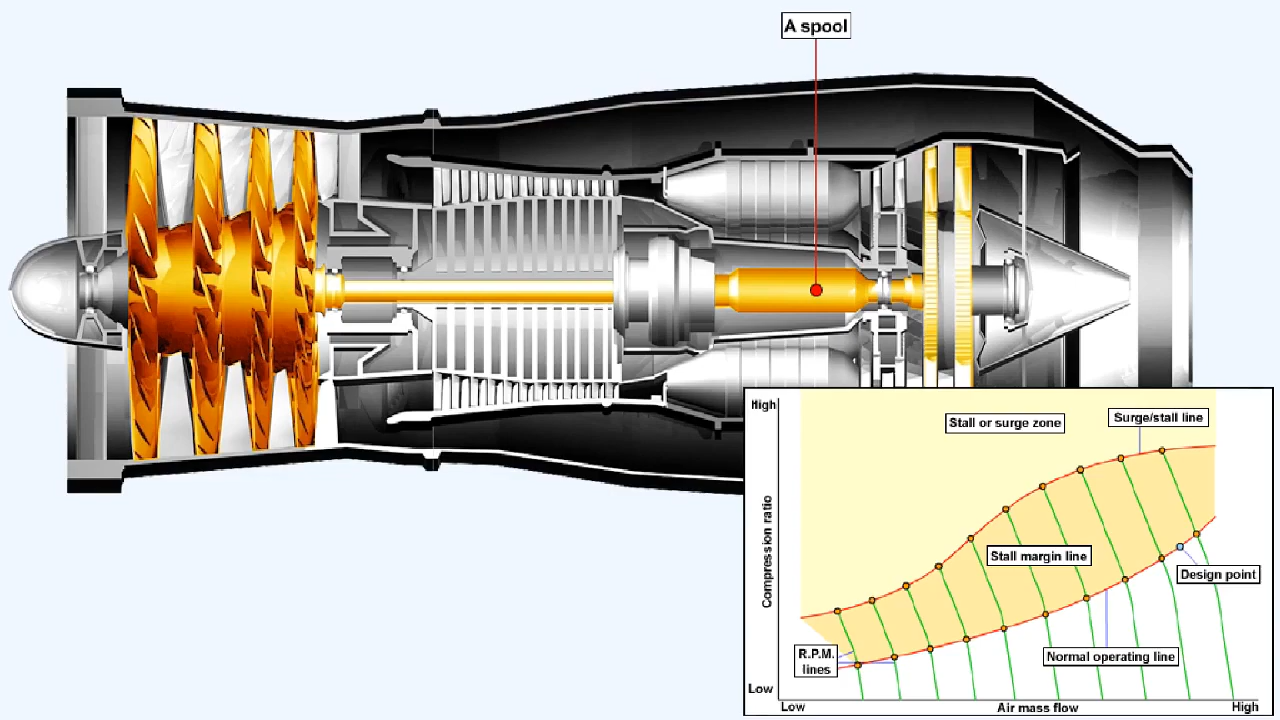 A spool
High
Stall or surge zone
Surge/stall line
Compression ratio
Stall margin line
Design point
R.P.M.
lines
Normal operating line
Low
Low
Air mass flow
High